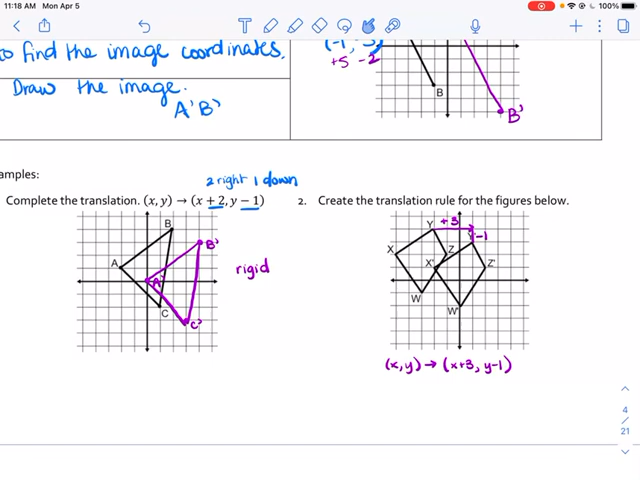 11:18 AM Mon Apr 5
100%
to find the image coordinates.
Draw the image.
A'B'
+5 -2
B
B'
amples:
2 right 1 down
Complete the translation. (x, y) → (x + 2, y − 1)
2. Create the translation rule for the figures below.
B
B'
A
A'
C
C'
rigid
Y +3
Y' -1
X
Z
X'
Z'
W
W'
(x,y) → (x+3, y-1)
4
/
21